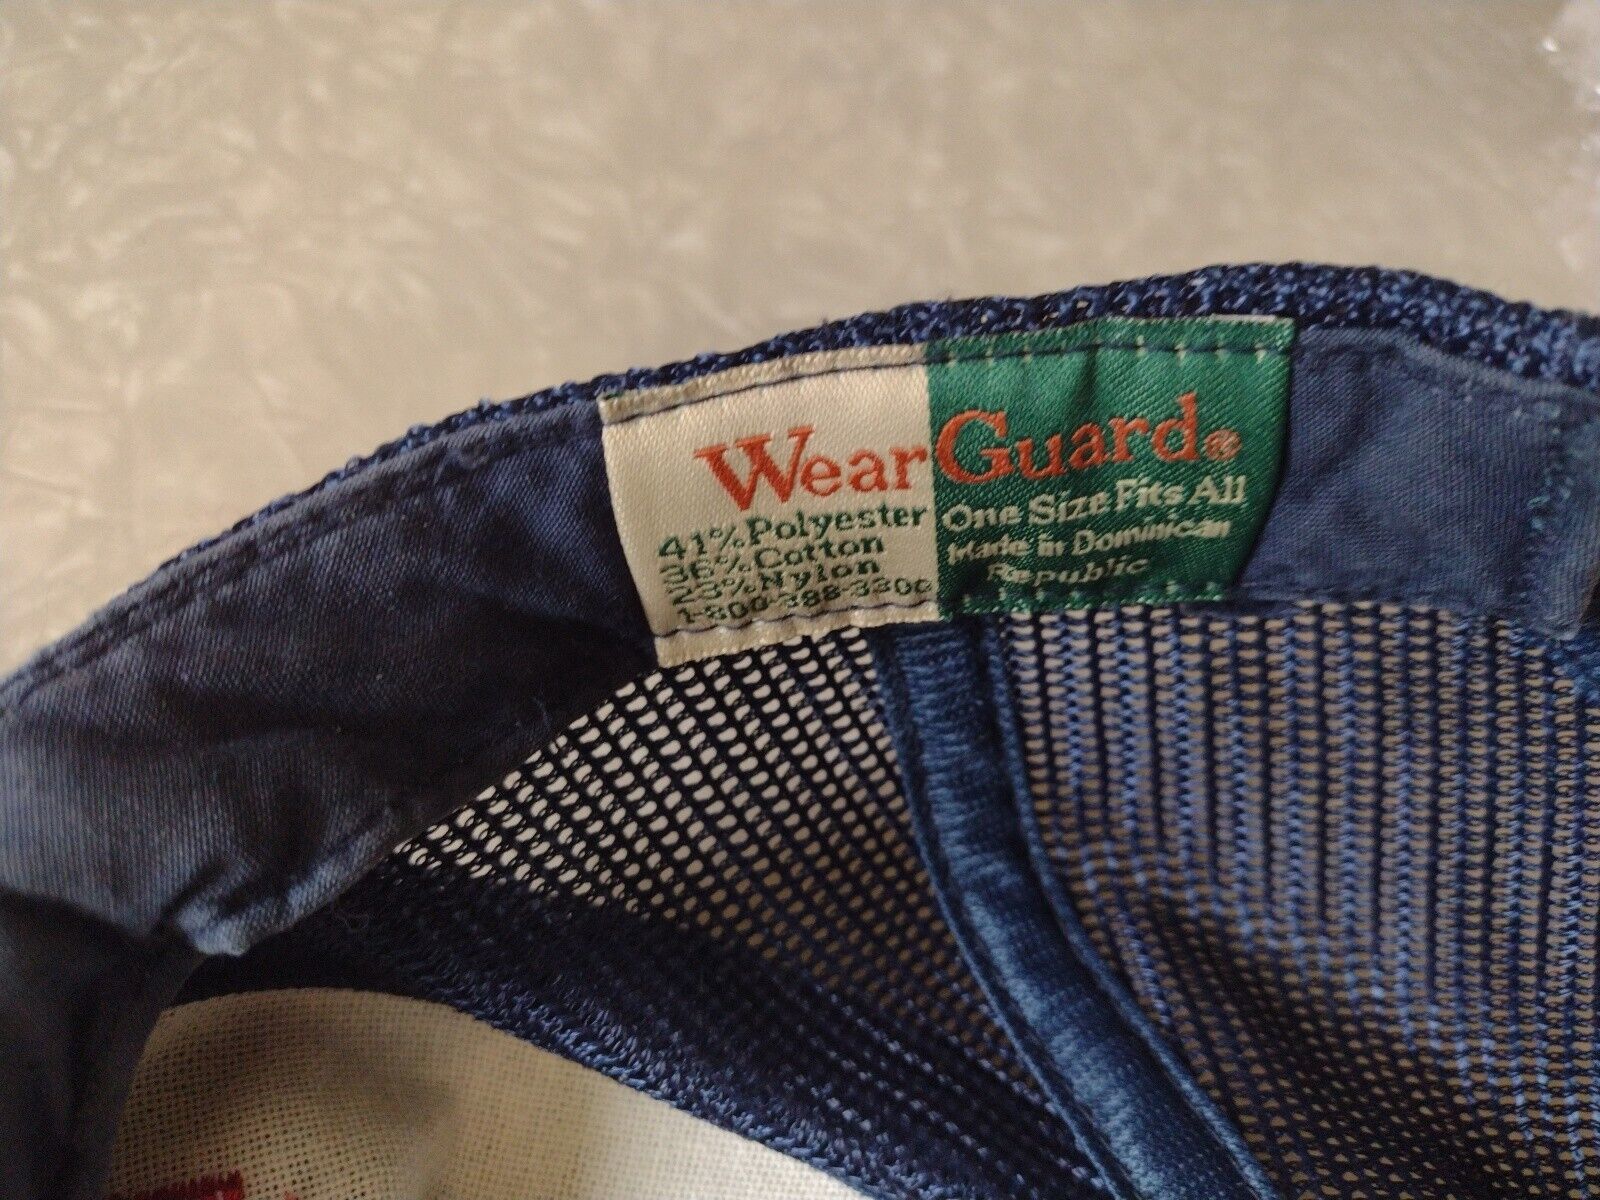 WearGuard®
41% Polyester
36% Cotton
23% Nylon
1-800-388-3300
One Size Fits All
Made in Dominican
Republic